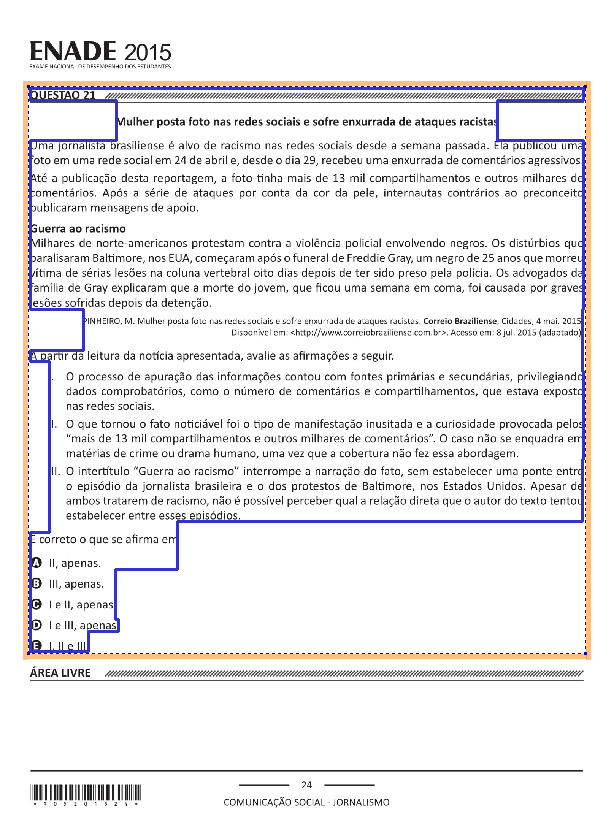 ENADE 2015
EXAME NACIONAL DE DESEMPENHO DOS ESTUDANTES
QUESTÃO 21
Mulher posta foto nas redes sociais e sofre enxurrada de ataques racistas
Uma jornalista brasiliense é alvo de racismo nas redes sociais desde a semana passada. Ela publicou uma
foto em uma rede social em 24 de abril e, desde o dia 29, recebeu uma enxurrada de comentários agressivos.
Até a publicação desta reportagem, a foto tinha mais de 13 mil compartilhamentos e outros milhares de
comentários. Após a série de ataques por conta da cor da pele, internautas contrários ao preconceito
publicaram mensagens de apoio.
Guerra ao racismo
Milhares de norte-americanos protestam contra a violência policial envolvendo negros. Os distúrbios que
paralisaram Baltimore, nos EUA, começaram após o funeral de Freddie Gray, um negro de 25 anos que morreu
vítima de sérias lesões na coluna vertebral oito dias depois de ter sido preso pela polícia. Os advogados da
família de Gray explicaram que a morte do jovem, que ficou uma semana em coma, foi causada por graves
lesões sofridas depois da detenção.
PINHEIRO, M. Mulher posta foto nas redes sociais e sofre enxurrada de ataques racistas. Correio Braziliense, Cidades, 4 mai. 2015.
Disponível em: <http://www.correiobraziliense.com.br>. Acesso em: 8 jul. 2015 (adaptado).
A partir da leitura da notícia apresentada, avalie as afirmações a seguir.
I. O processo de apuração das informações contou com fontes primárias e secundárias, privilegiando
dados comprobatórios, como o número de comentários e compartilhamentos, que estava exposto
nas redes sociais.
II. O que tornou o fato noticiável foi o tipo de manifestação inusitada e a curiosidade provocada pelos
“mais de 13 mil compartilhamentos e outros milhares de comentários”. O caso não se enquadra em
matérias de crime ou drama humano, uma vez que a cobertura não fez essa abordagem.
III. O intertítulo “Guerra ao racismo” interrompe a narração do fato, sem estabelecer uma ponte entre
o episódio da jornalista brasileira e o dos protestos de Baltimore, nos Estados Unidos. Apesar de
ambos tratarem de racismo, não é possível perceber qual a relação direta que o autor do texto tentou
estabelecer entre esses episódios.
É correto o que se afirma em
A II, apenas.
B III, apenas.
C I e II, apenas.
D I e III, apenas.
E I, II e III.
ÁREA LIVRE
24
COMUNICAÇÃO SOCIAL - JORNALISMO